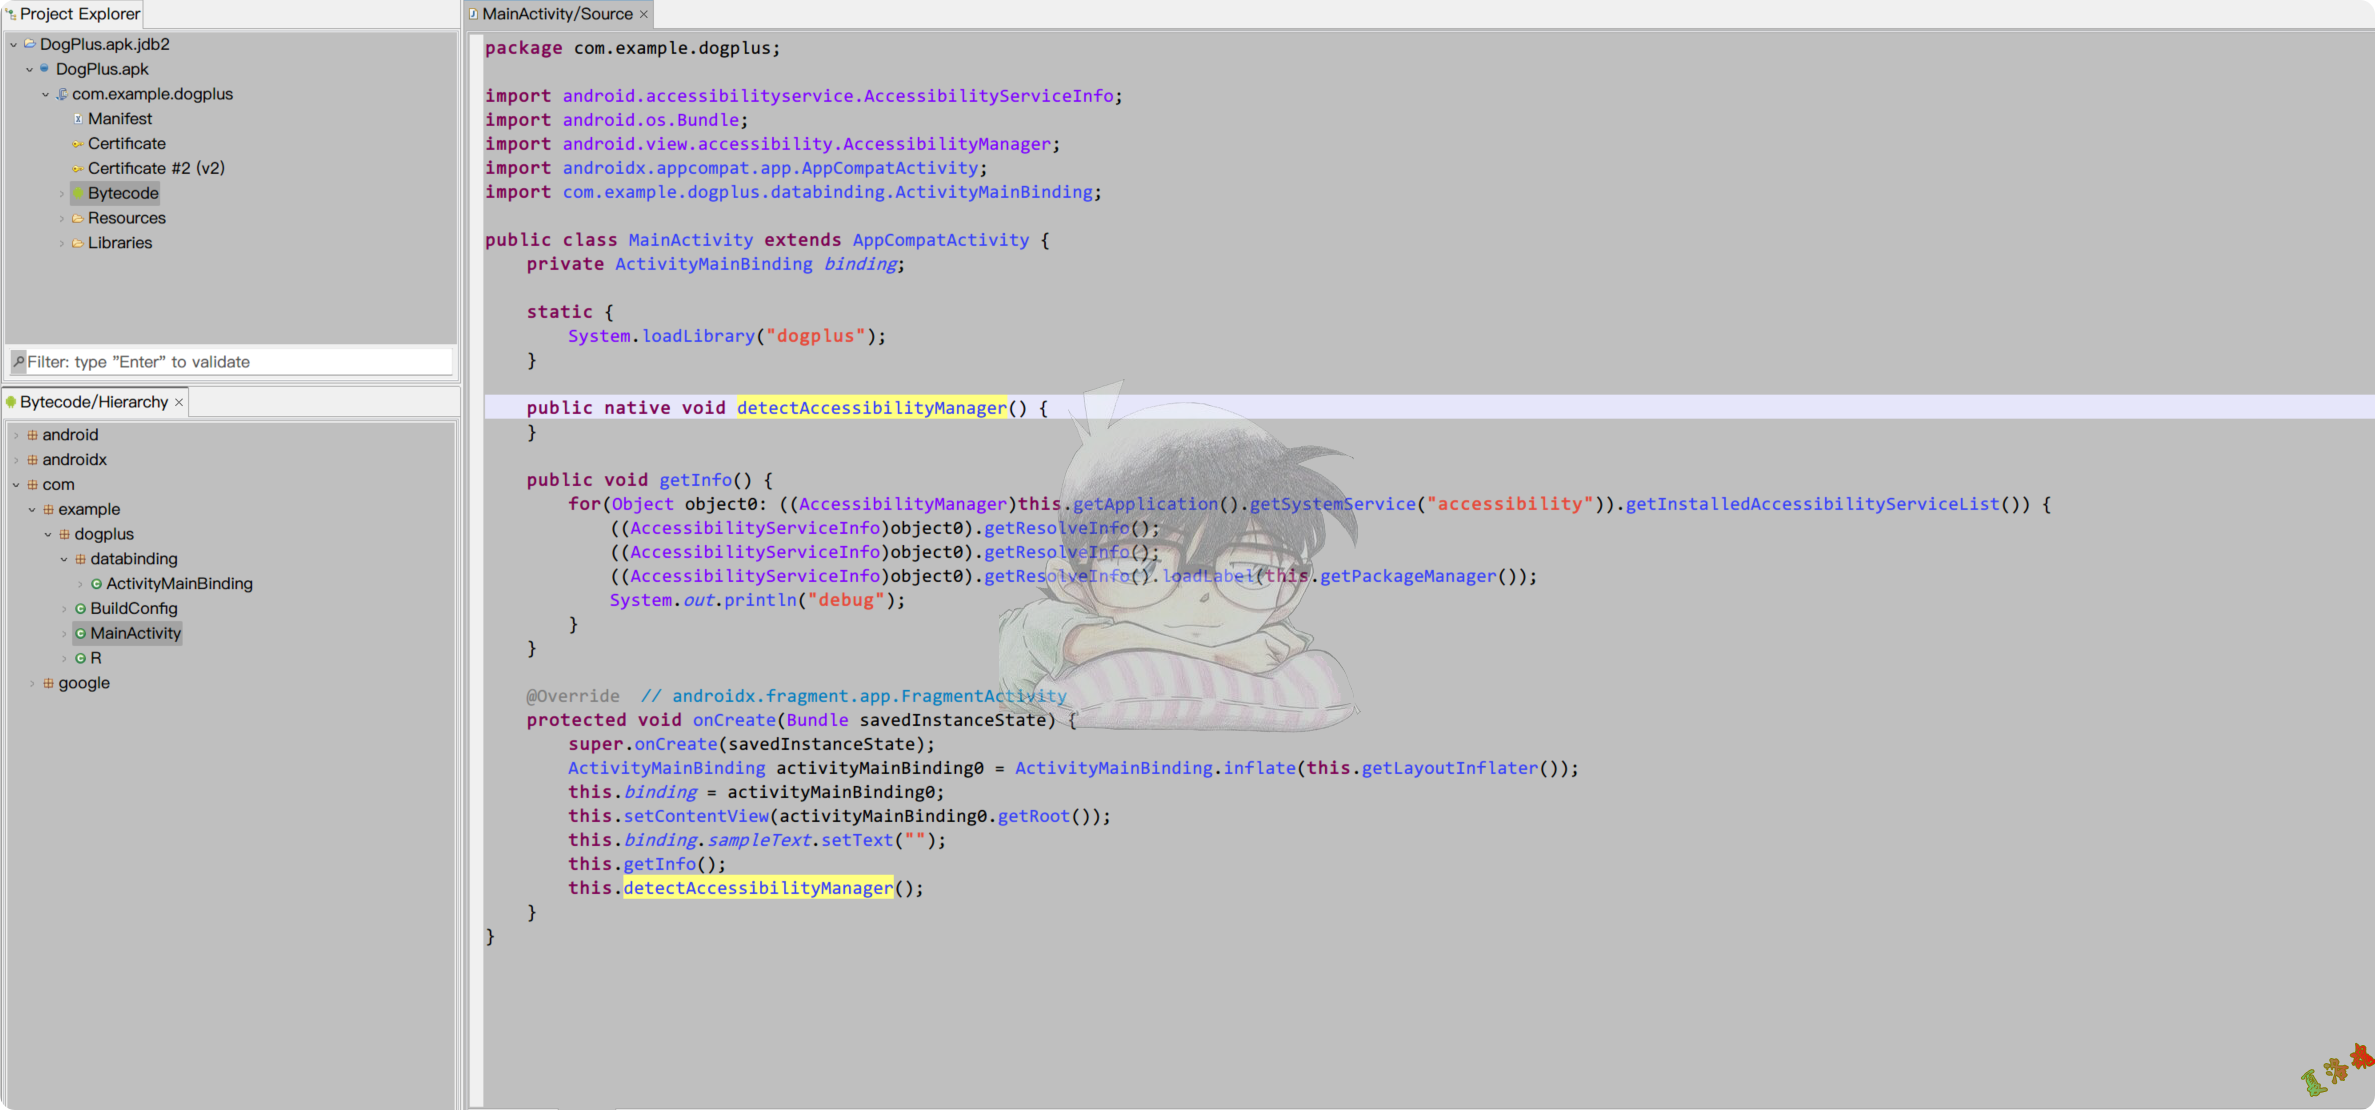 Project Explorer
DogPlus.apk.jdb2
DogPlus.apk
com.example.dogplus
Manifest
Certificate
Certificate #2 (v2)
Bytecode
Resources
Libraries
Filter: type "Enter" to validate
Bytecode/Hierarchy
android
androidx
com
example
dogplus
databinding
ActivityMainBinding
BuildConfig
MainActivity
R
google
MainActivity/Source
package com.example.dogplus;
import android.accessibilityservice.AccessibilityServiceInfo;
import android.os.Bundle;
import android.view.accessibility.AccessibilityManager;
import androidx.appcompat.app.AppCompatActivity;
import com.example.dogplus.databinding.ActivityMainBinding;
public class MainActivity extends AppCompatActivity {
private ActivityMainBinding binding;
static {
System.loadLibrary("dogplus");
}
public native void detectAccessibilityManager() {
}
public void getInfo() {
for(Object object0: ((AccessibilityManager)this.getApplication().getSystemService("accessibility")).getInstalledAccessibilityServiceList()) {
((AccessibilityServiceInfo)object0).getResolveInfo();
((AccessibilityServiceInfo)object0).getResolveInfo();
((AccessibilityServiceInfo)object0).getResolveInfo().loadLabel(this.getPackageManager());
System.out.println("debug");
}
}
@Override  // androidx.fragment.app.FragmentActivity
protected void onCreate(Bundle savedInstanceState) {
super.onCreate(savedInstanceState);
ActivityMainBinding activityMainBinding0 = ActivityMainBinding.inflate(this.getLayoutInflater());
this.binding = activityMainBinding0;
this.setContentView(activityMainBinding0.getRoot());
this.binding.sampleText.setText("");
this.getInfo();
this.detectAccessibilityManager();
}
}